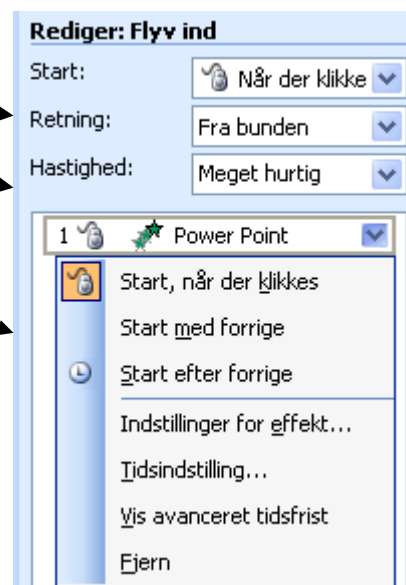 Rediger: Flyv ind
Start: Når der klikke
Retning: Fra bunden
Hastighed: Meget hurtig
1 Power Point
Start, når der klikkes
Start med forrige
Start efter forrige
Indstillinger for effekt...
Tidsindstilling...
Vis avanceret tidsfrist
Fjern